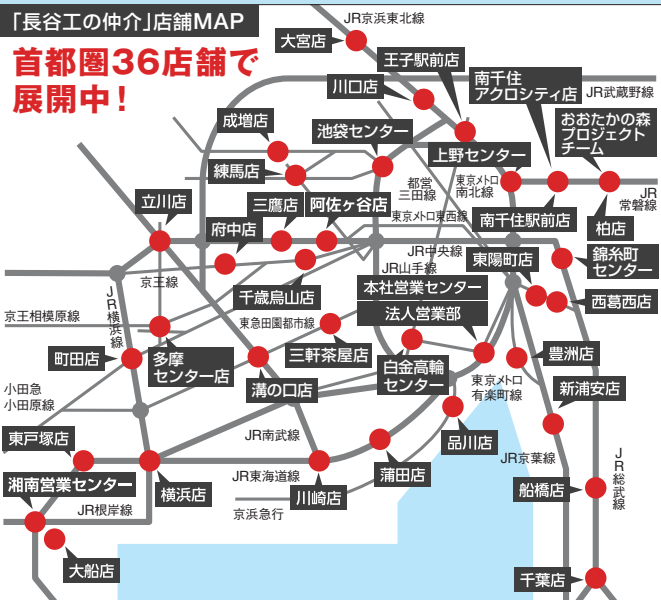 「長谷工の仲介」店舗MAP
首都圏36店舗で
展開中！
JR京浜東北線
大宮店
王子駅前店
川口店
南千住
アクロシティ店
JR武蔵野線
おおたかの森
プロジェクト
チーム
成増店
池袋センター
上野センター
練馬店
都営
三田線
東京メトロ
南北線
JR
常磐線
立川店
三鷹店
阿佐ヶ谷店
東京メトロ東西線
南千住駅前店
柏店
府中店
JR中央線
東陽町店
錦糸町
センター
JR山手線
京王線
千歳烏山店
本社営業センター
西葛西店
JR横浜線
法人営業部
京王相模原線
東急田園都市線
三軒茶屋店
豊洲店
町田店
多摩
センター店
溝の口店
白金高輪
センター
東京メトロ
有楽町線
新浦安店
小田急
小田原線
東戸塚店
JR南武線
品川店
JR京葉線
JR総武線
湘南営業センター
横浜店
JR東海道線
川崎店
蒲田店
船橋店
JR根岸線
京浜急行
大船店
千葉店